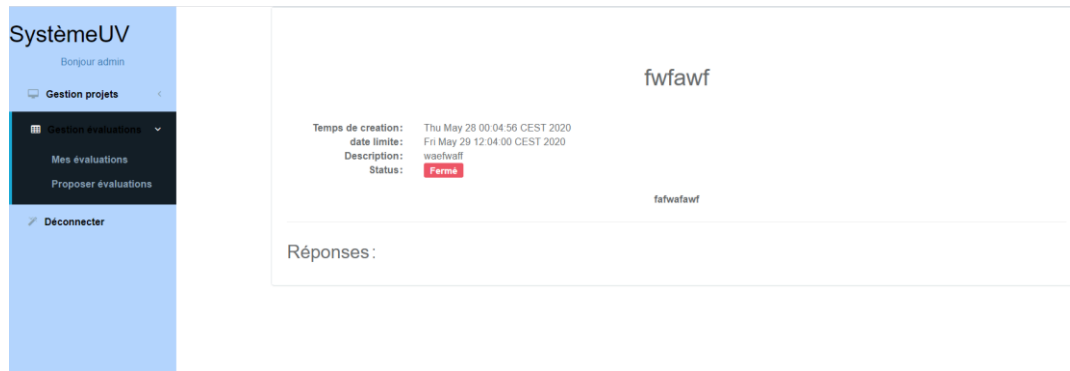 SystèmeUV
Bonjour admin
Gestion projets
Gestion évaluations
Mes évaluations
Proposer évaluations
Déconnecter
fwfawf
Temps de creation: Thu May 28 00:04:56 CEST 2020
date limite: Fri May 29 12:04:00 CEST 2020
Description: waefwaff
Status: Fermé
fafwafawf
Réponses: